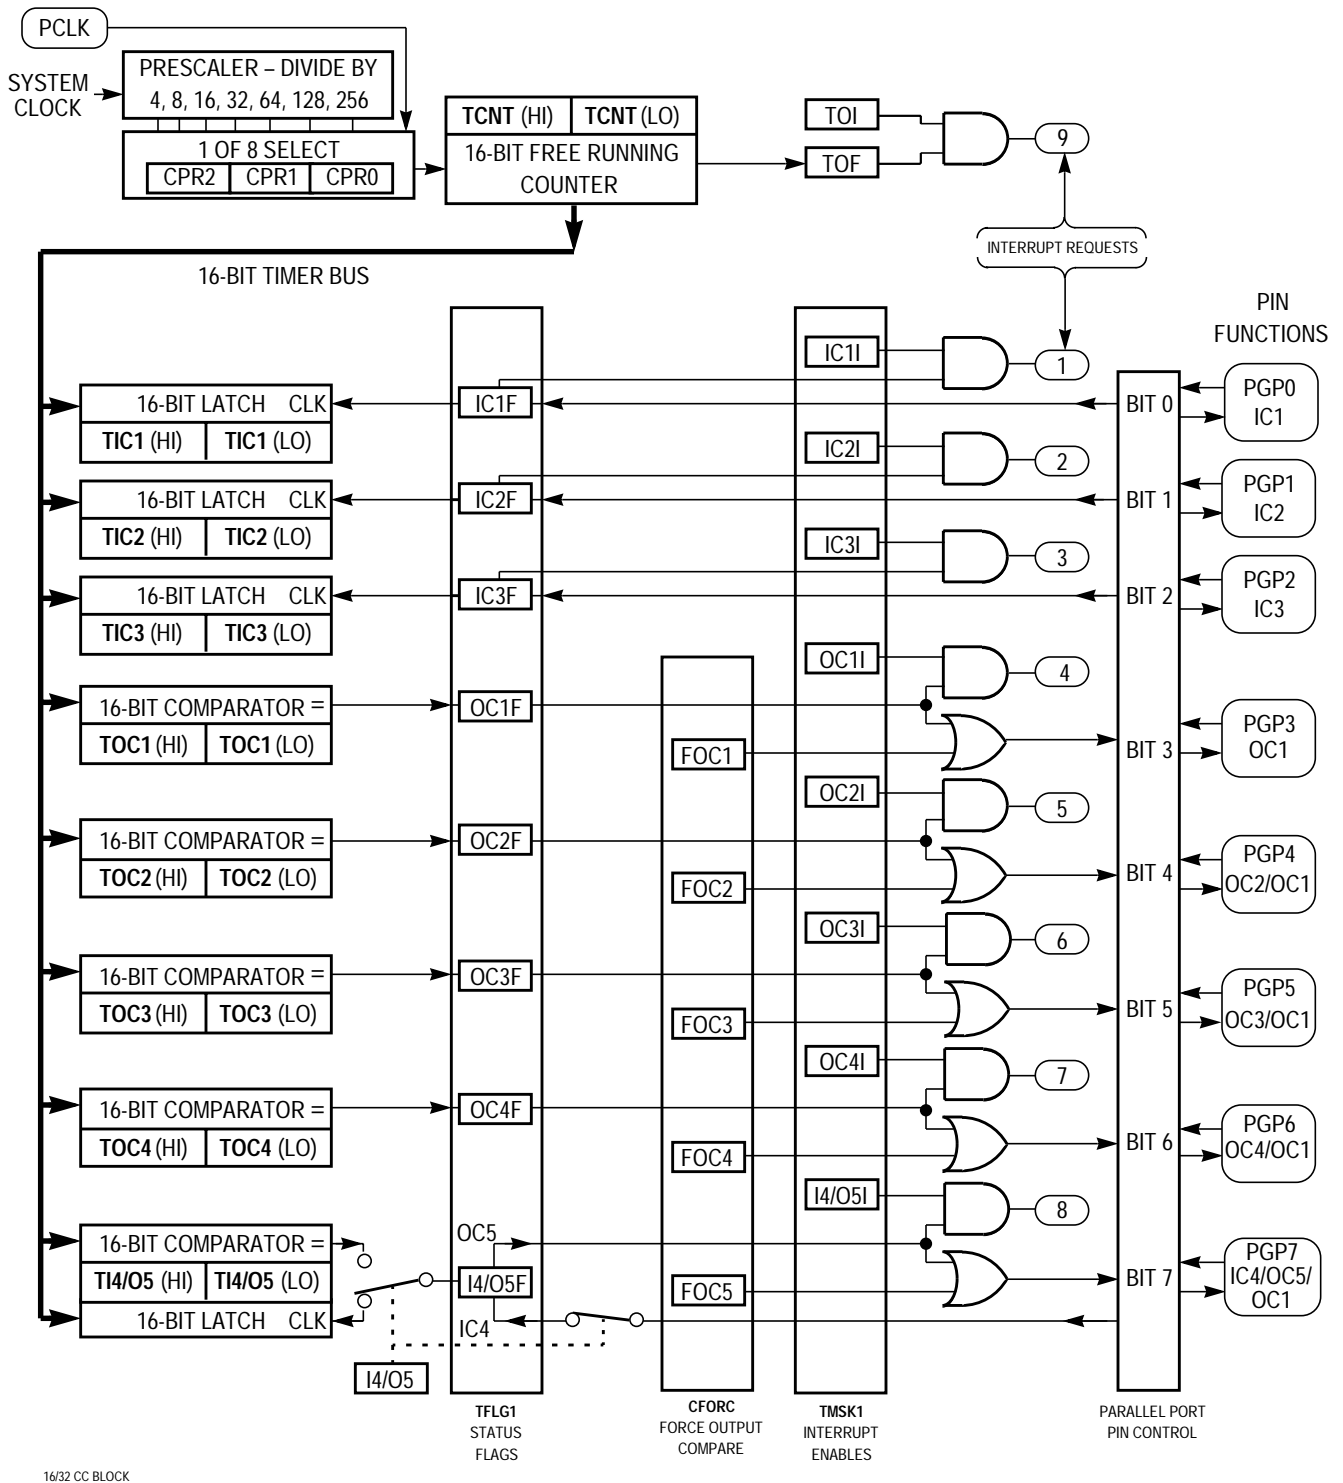 PCLK
SYSTEM
CLOCK
PRESCALER – DIVIDE BY
4, 8, 16, 32, 64, 128, 256
1 OF 8 SELECT
CPR2 CPR1 CPR0
TCNT (HI) TCNT (LO)
16-BIT FREE RUNNING
COUNTER
TOI
TOF
9
INTERRUPT REQUESTS
16-BIT TIMER BUS
PIN
FUNCTIONS
IC1I
1
16-BIT LATCH CLK
TIC1 (HI) TIC1 (LO)
IC1F
BIT 0
PGP0
IC1
IC2I
2
16-BIT LATCH CLK
TIC2 (HI) TIC2 (LO)
IC2F
BIT 1
PGP1
IC2
IC3I
3
16-BIT LATCH CLK
TIC3 (HI) TIC3 (LO)
IC3F
BIT 2
PGP2
IC3
OC1I
4
16-BIT COMPARATOR =
TOC1 (HI) TOC1 (LO)
OC1F
FOC1
BIT 3
PGP3
OC1
OC2I
5
16-BIT COMPARATOR =
TOC2 (HI) TOC2 (LO)
OC2F
FOC2
BIT 4
PGP4
OC2/OC1
OC3I
6
16-BIT COMPARATOR =
TOC3 (HI) TOC3 (LO)
OC3F
FOC3
BIT 5
PGP5
OC3/OC1
OC4I
7
16-BIT COMPARATOR =
TOC4 (HI) TOC4 (LO)
OC4F
FOC4
BIT 6
PGP6
OC4/OC1
I4/O5I
8
16-BIT COMPARATOR =
TI4/O5 (HI) TI4/O5 (LO)
16-BIT LATCH CLK
OC5
I4/O5F
IC4
FOC5
BIT 7
PGP7
IC4/OC5/
OC1
I4/O5
TFLG1
STATUS
FLAGS
CFORC
FORCE OUTPUT
COMPARE
TMSK1
INTERRUPT
ENABLES
PARALLEL PORT
PIN CONTROL
16/32 CC BLOCK